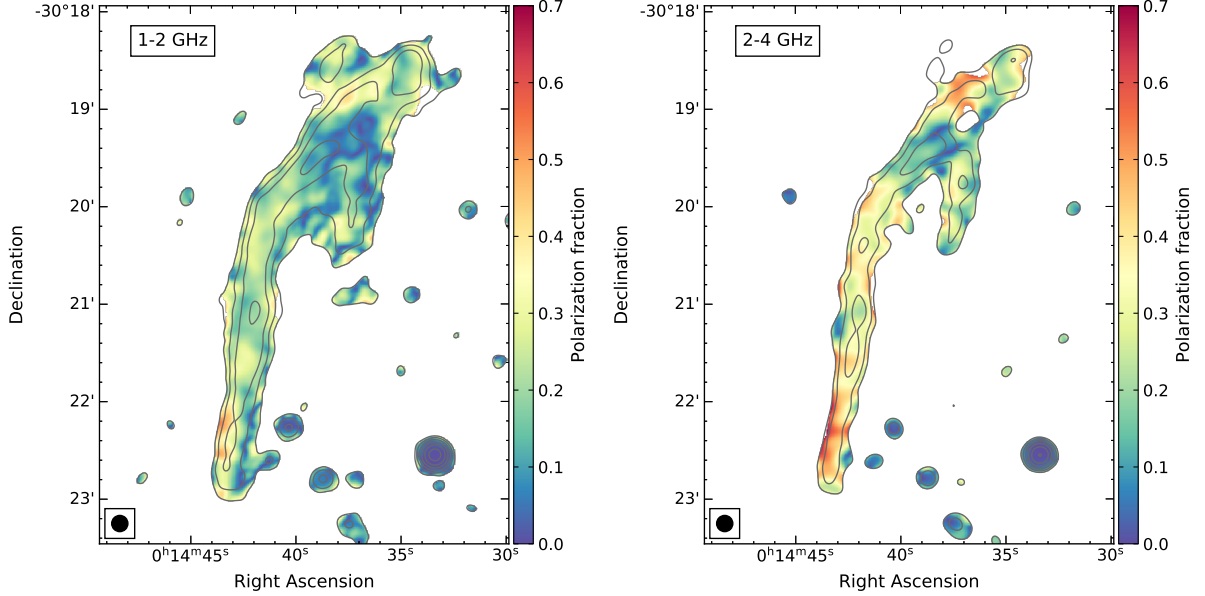 1-2 GHz
-30°18'
19'
20'
21'
22'
23'
Declination
0ʰ14ᵐ45ˢ
40ˢ
35ˢ
30ˢ
Right Ascension
0.7
0.6
0.5
0.4
0.3
0.2
0.1
0.0
Polarization fraction
2-4 GHz
-30°18'
19'
20'
21'
22'
23'
Declination
0ʰ14ᵐ45ˢ
40ˢ
35ˢ
30ˢ
Right Ascension
0.7
0.6
0.5
0.4
0.3
0.2
0.1
0.0
Polarization fraction